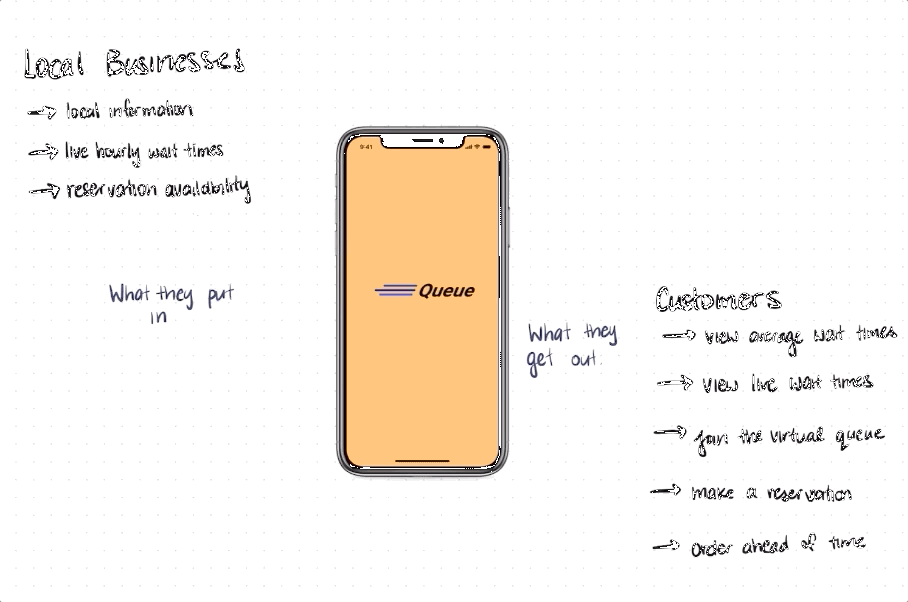 Local Businesses
local information
live hourly wait times
reservation availability
What they put
in
9:41
Queue
What they
get out.
Customers
view average wait times
view live wait times
join the virtual queue
make a reservation
order ahead of time